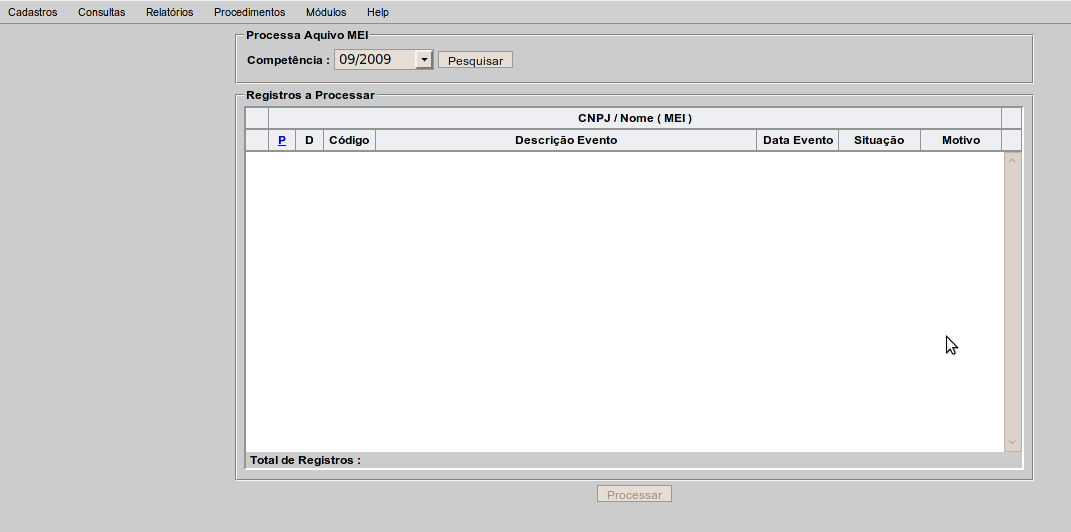 Cadastros Consultas Relatórios Procedimentos Módulos Help
Processa Aquivo MEI
Competência : 09/2009 Pesquisar
Registros a Processar
CNPJ / Nome ( MEI )
P D Código Descrição Evento Data Evento Situação Motivo
Total de Registros :
Processar